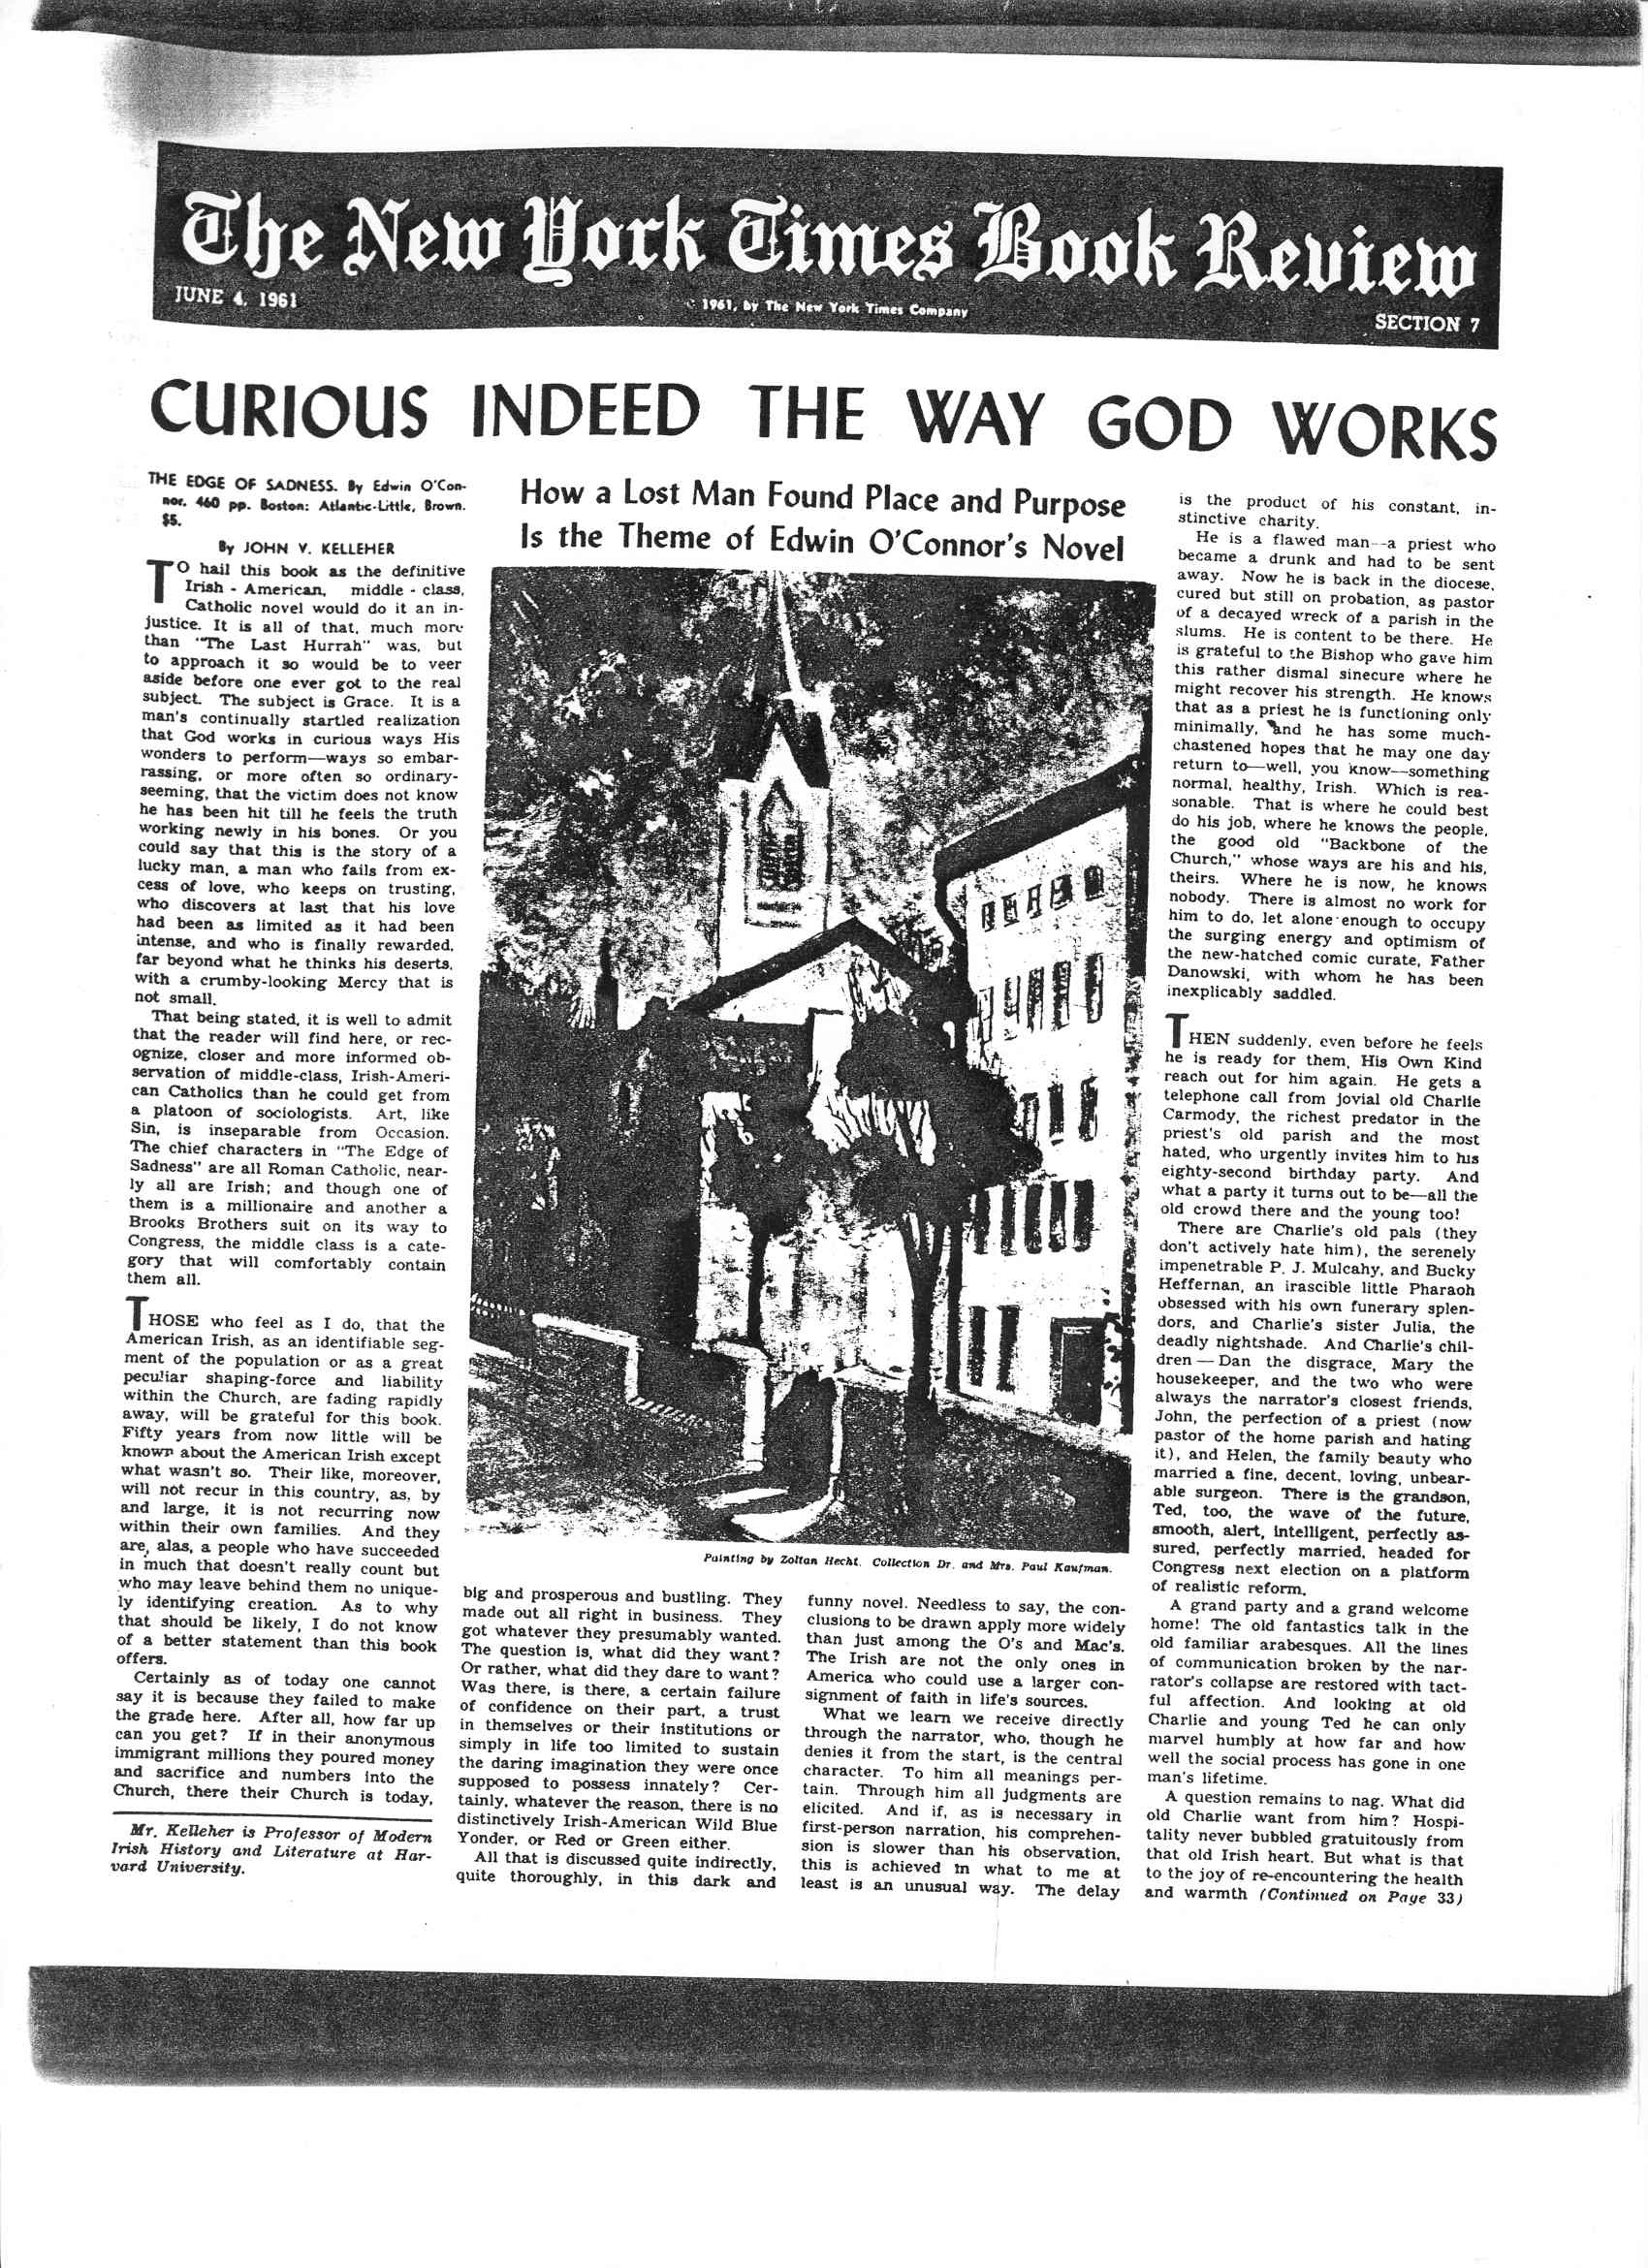 The New York Times Book Review
JUNE 4, 1961
© 1961, by The New York Times Company
SECTION 7
CURIOUS INDEED THE WAY GOD WORKS
THE EDGE OF SADNESS. By Edwin O'Con-
nor. 460 pp. Boston: Atlantic-Little, Brown.
$5.
By JOHN V. KELLEHER
TO hail this book as the definitive
Irish - American, middle - class,
Catholic novel would do it an in-
justice. It is all of that, much more
than "The Last Hurrah" was, but
to approach it so would be to veer
aside before one ever got to the real
subject. The subject is Grace. It is a
man's continually startled realization
that God works in curious ways His
wonders to perform—ways so embar-
rassing, or more often so ordinary-
seeming, that the victim does not know
he has been hit till he feels the truth
working newly in his bones. Or you
could say that this is the story of a
lucky man, a man who fails from ex-
cess of love, who keeps on trusting,
who discovers at last that his love
had been as limited as it had been
intense, and who is finally rewarded,
far beyond what he thinks his deserts,
with a crumby-looking Mercy that is
not small.
That being stated, it is well to admit
that the reader will find here, or rec-
ognize, closer and more informed ob-
servation of middle-class, Irish-Ameri-
can Catholics than he could get from
a platoon of sociologists. Art, like
Sin, is inseparable from Occasion.
The chief characters in "The Edge of
Sadness" are all Roman Catholic, near-
ly all are Irish; and though one of
them is a millionaire and another a
Brooks Brothers suit on its way to
Congress, the middle class is a cate-
gory that will comfortably contain
them all.
THOSE who feel as I do, that the
American Irish, as an identifiable seg-
ment of the population or as a great
peculiar shaping-force and liability
within the Church, are fading rapidly
away, will be grateful for this book.
Fifty years from now little will be
known about the American Irish except
what wasn't so. Their like, moreover,
will not recur in this country, as, by
and large, it is not recurring now
within their own families. And they
are, alas, a people who have succeeded
in much that doesn't really count but
who may leave behind them no unique-
ly identifying creation. As to why
that should be likely, I do not know
of a better statement than this book
offers.
Certainly as of today one cannot
say it is because they failed to make
the grade here. After all, how far up
can you get? If in their anonymous
immigrant millions they poured money
and sacrifice and numbers into the
Church, there their Church is today,
Mr. Kelleher is Professor of Modern
Irish History and Literature at Har-
vard University.
How a Lost Man Found Place and Purpose
Is the Theme of Edwin O'Connor's Novel
Painting by Zoltan Hecht. Collection Dr. and Mrs. Paul Kaufman.
big and prosperous and bustling. They
made out all right in business. They
got whatever they presumably wanted.
The question is, what did they want?
Or rather, what did they dare to want?
Was there, is there, a certain failure
of confidence on their part, a trust
in themselves or their institutions or
simply in life too limited to sustain
the daring imagination they were once
supposed to possess innately? Cer-
tainly, whatever the reason, there is no
distinctively Irish-American Wild Blue
Yonder, or Red or Green either.
All that is discussed quite indirectly,
quite thoroughly, in this dark and
funny novel. Needless to say, the con-
clusions to be drawn apply more widely
than just among the O's and Mac's.
The Irish are not the only ones in
America who could use a larger con-
signment of faith in life's sources.
What we learn we receive directly
through the narrator, who, though he
denies it from the start, is the central
character. To him all meanings per-
tain. Through him all judgments are
elicited. And if, as is necessary in
first-person narration, his comprehen-
sion is slower than his observation,
this is achieved in what to me at
least is an unusual way. The delay
is the product of his constant, in-
stinctive charity.
He is a flawed man--a priest who
became a drunk and had to be sent
away. Now he is back in the diocese,
cured but still on probation, as pastor
of a decayed wreck of a parish in the
slums. He is content to be there. He
is grateful to the Bishop who gave him
this rather dismal sinecure where he
might recover his strength. He knows
that as a priest he is functioning only
minimally, and he has some much-
chastened hopes that he may one day
return to—well, you know—something
normal, healthy, Irish. Which is rea-
sonable. That is where he could best
do his job, where he knows the people,
the good old "Backbone of the
Church," whose ways are his and his,
theirs. Where he is now, he knows
nobody. There is almost no work for
him to do, let alone enough to occupy
the surging energy and optimism of
the new-hatched comic curate, Father
Danowski, with whom he has been
inexplicably saddled.
THEN suddenly, even before he feels
he is ready for them, His Own Kind
reach out for him again. He gets a
telephone call from jovial old Charlie
Carmody, the richest predator in the
priest's old parish and the most
hated, who urgently invites him to his
eighty-second birthday party. And
what a party it turns out to be—all the
old crowd there and the young too!
There are Charlie's old pals (they
don't actively hate him), the serenely
impenetrable P. J. Mulcahy, and Bucky
Heffernan, an irascible little Pharaoh
obsessed with his own funerary splen-
dors, and Charlie's sister Julia, the
deadly nightshade. And Charlie's chil-
dren — Dan the disgrace, Mary the
housekeeper, and the two who were
always the narrator's closest friends,
John, the perfection of a priest (now
pastor of the home parish and hating
it), and Helen, the family beauty who
married a fine, decent, loving, unbear-
able surgeon. There is the grandson,
Ted, too, the wave of the future,
smooth, alert, intelligent, perfectly as-
sured, perfectly married, headed for
Congress next election on a platform
of realistic reform.
A grand party and a grand welcome
home! The old fantastics talk in the
old familiar arabesques. All the lines
of communication broken by the nar-
rator's collapse are restored with tact-
ful affection. And looking at old
Charlie and young Ted he can only
marvel humbly at how far and how
well the social process has gone in one
man's lifetime.
A question remains to nag. What did
old Charlie want from him? Hospi-
tality never bubbled gratuitously from
that old Irish heart. But what is that
to the joy of re-encountering the health
and warmth (Continued on Page 33)